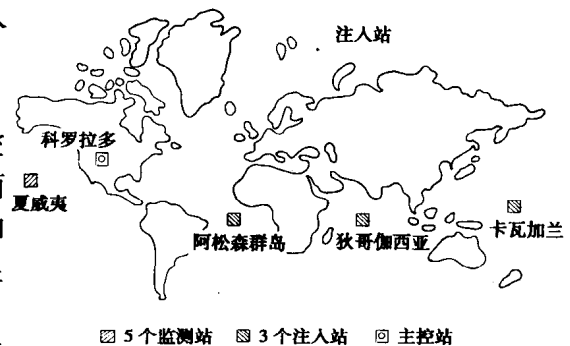 注入站
科罗拉多
夏威夷
阿松森群岛
狄哥伽西亚
卡瓦加兰
5个监测站 3个注入站 主控站